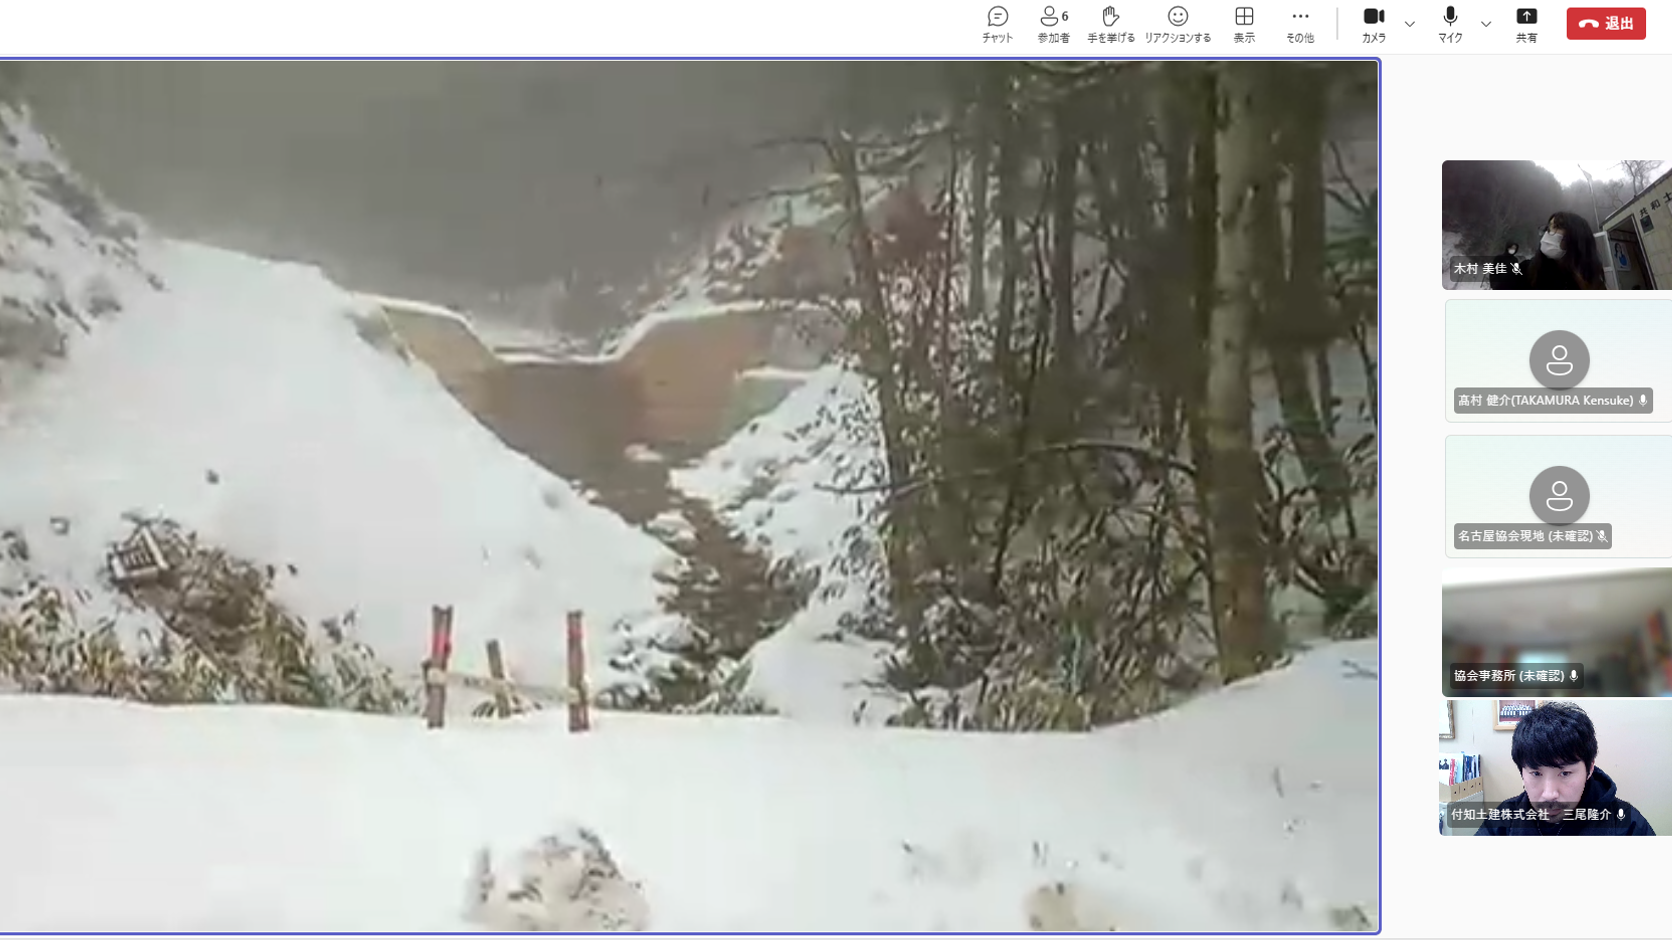 6
チャット
参加者
手を挙げる
リアクションする
表示
その他
カメラ
マイク
共有
退出
共和土
木村 美佳
髙村 健介(TAKAMURA Kensuke)
名古屋協会現地 (未確認)
協会事務所 (未確認)
付知土建株式会社　三尾隆介